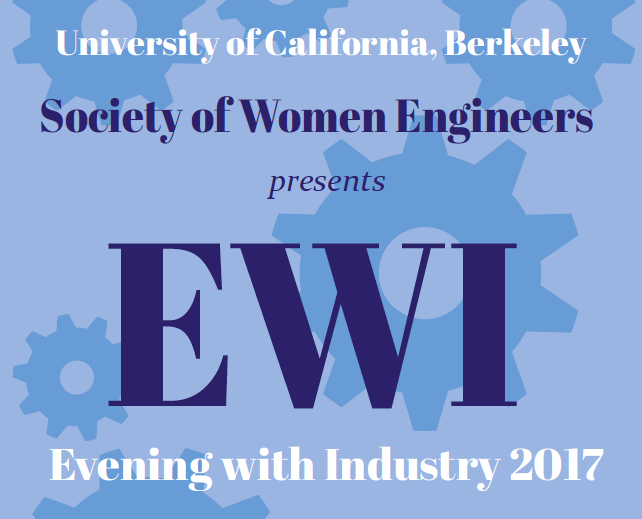 University of California, Berkeley
Society of Women Engineers
presents
EWI
Evening with Industry 2017